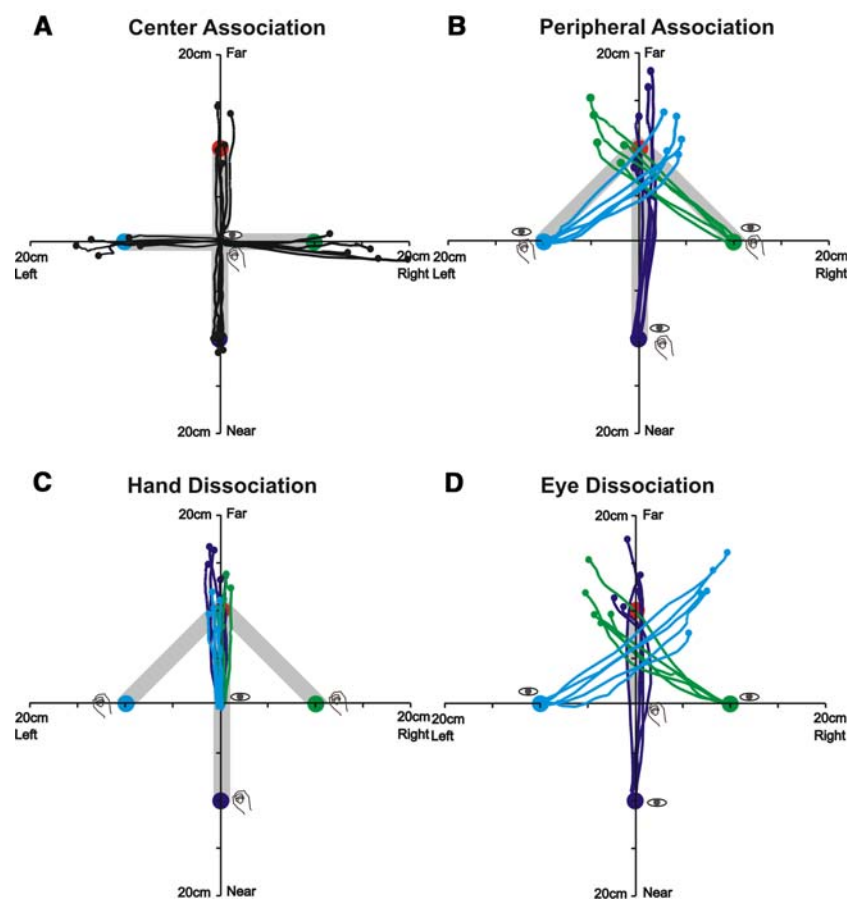 A
Center Association
20cm
Far
20cm
Left
20cm
Right
20cm
Near
B
Peripheral Association
20cm
Far
20cm
Left
20cm
Right
20cm
Near
C
Hand Dissociation
20cm
Far
20cm
Left
20cm
Right
20cm
Near
D
Eye Dissociation
20cm
Far
20cm
Left
20cm
Right
20cm
Near